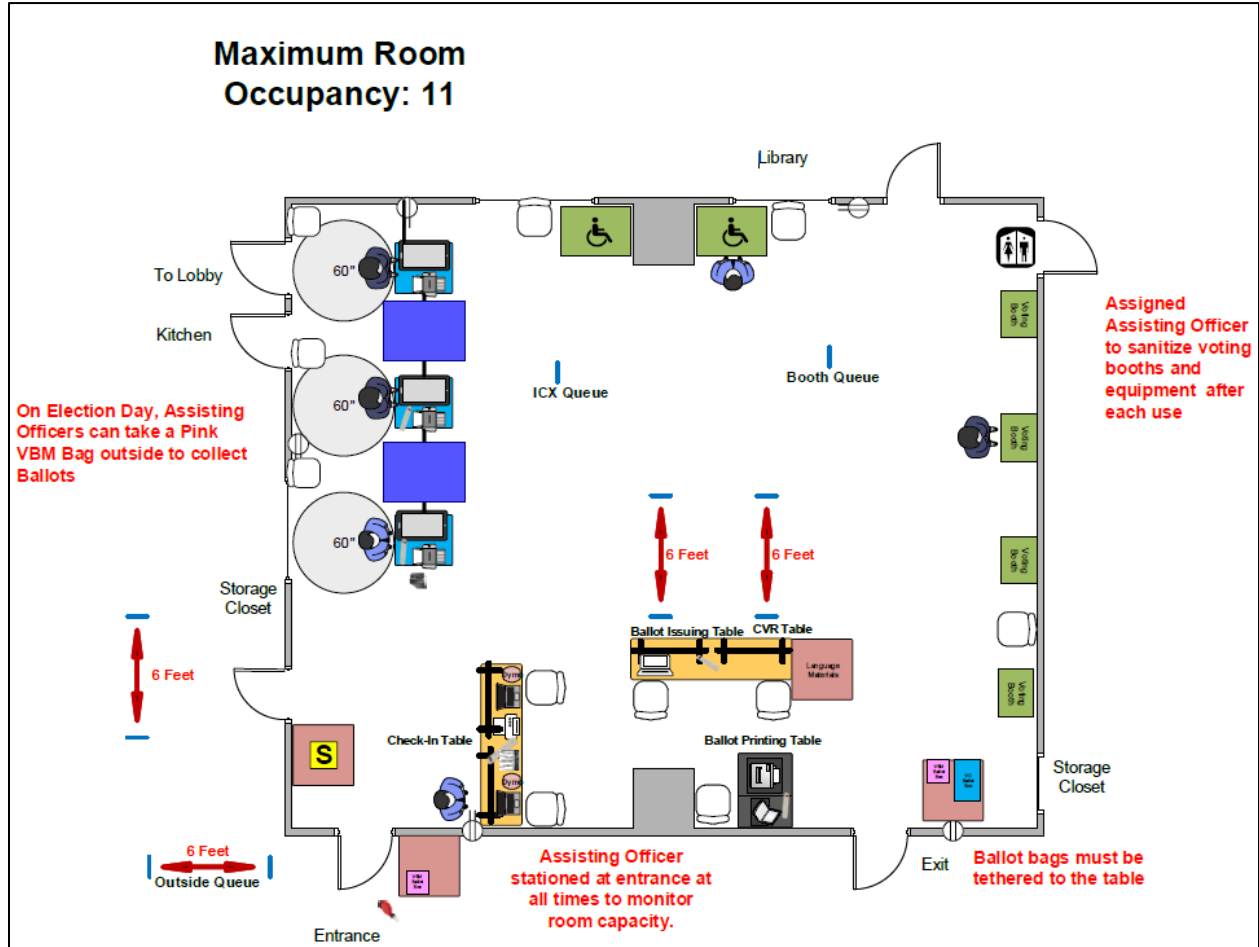 Maximum Room
Occupancy: 11
Library
To Lobby
Kitchen
60"
60"
60"
ICX Queue
Booth Queue
Voting
Booth
Voting
Booth
Voting
Booth
Voting
Booth
Assigned
Assisting Officer
to sanitize voting
booths and
equipment after
each use
On Election Day, Assisting
Officers can take a Pink
VBM Bag outside to collect
Ballots
6 Feet
6 Feet
Storage
Closet
6 Feet
Ballot Issuing Table
CVR Table
Language
Materials
Dymo
Check-In Table
Dymo
S
Ballot Printing Table
Storage
Closet
6 Feet
Outside Queue
Entrance
Assisting Officer
stationed at entrance at
all times to monitor
room capacity.
Exit
Ballot bags must be
tethered to the table